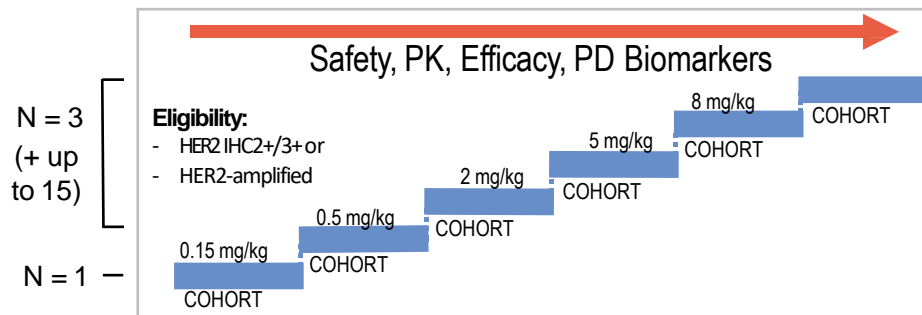 Safety, PK, Efficacy, PD Biomarkers
N = 3
(+ up
to 15)
Eligibility:
- HER2 IHC2+/3+ or
- HER2-amplified
N = 1
0.15 mg/kg
COHORT
0.5 mg/kg
COHORT
2 mg/kg
COHORT
5 mg/kg
COHORT
8 mg/kg
COHORT
COHORT